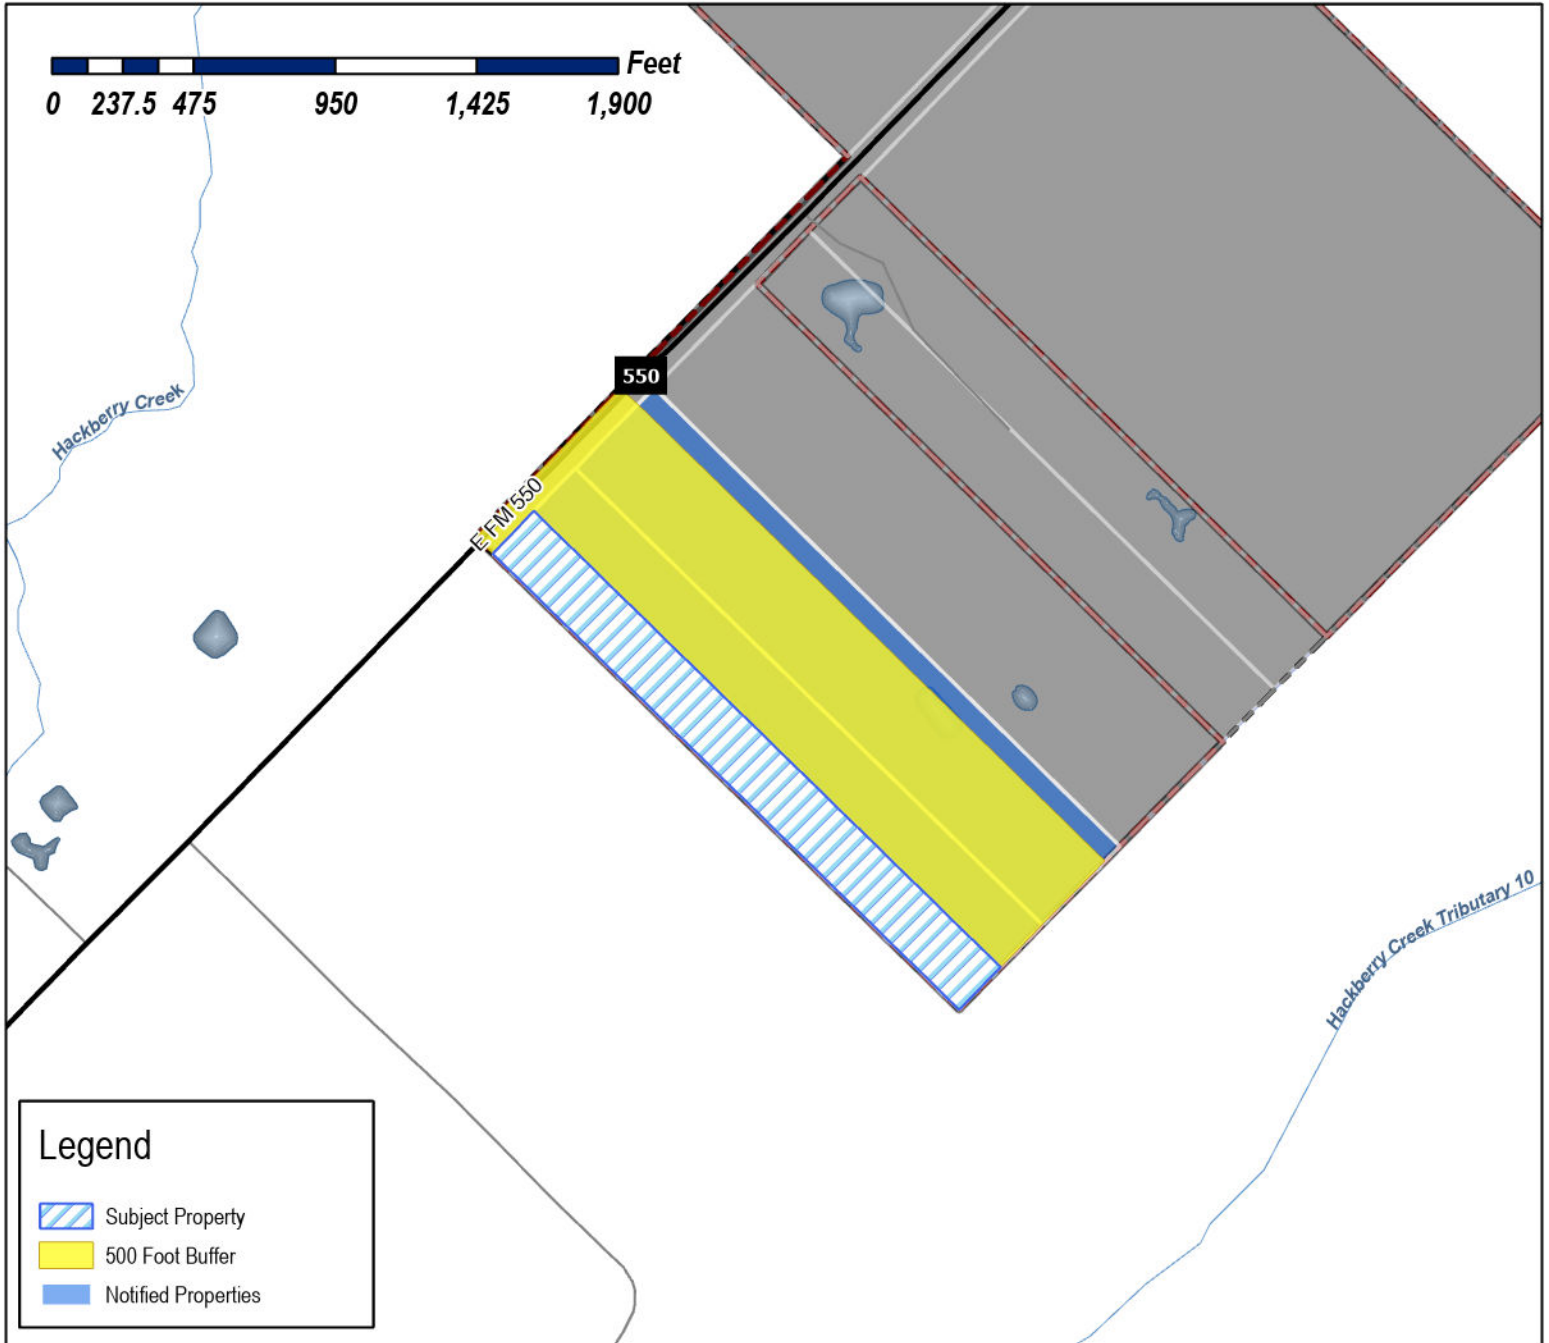 Feet
0 237.5 475 950 1,425 1,900
550
Hackberry Creek
E FM 550
Hackberry Creek Tributary 10
Legend
Subject Property
500 Foot Buffer
Notified Properties